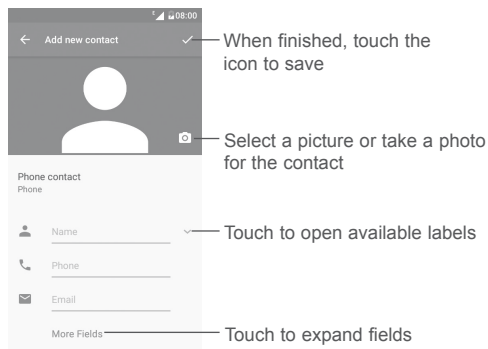 08:00
Add new contact
When finished, touch the
icon to save
Select a picture or take a photo
for the contact
Phone contact
Phone
Name
Touch to open available labels
Phone
Email
More Fields
Touch to expand fields